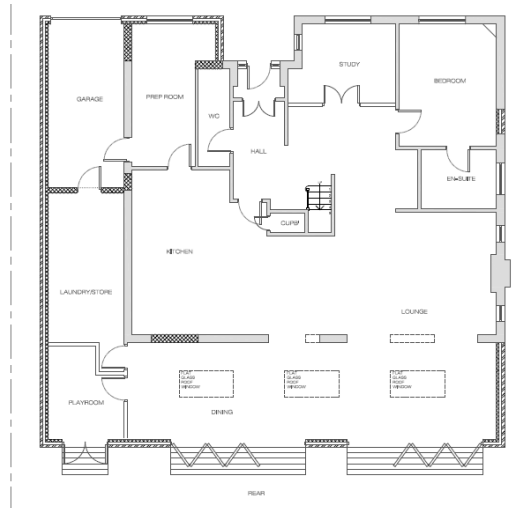 STUDY
BEDROOM
GARAGE
PREP ROOM
WC
HALL
EN-SUITE
CUPB'
KITCHEN
LAUNDRY/STORE
LOUNGE
FLAT
GLASS
ROOF
WINDOW
FLAT
GLASS
ROOF
WINDOW
FLAT
GLASS
ROOF
WINDOW
PLAYROOM
DINING
REAR